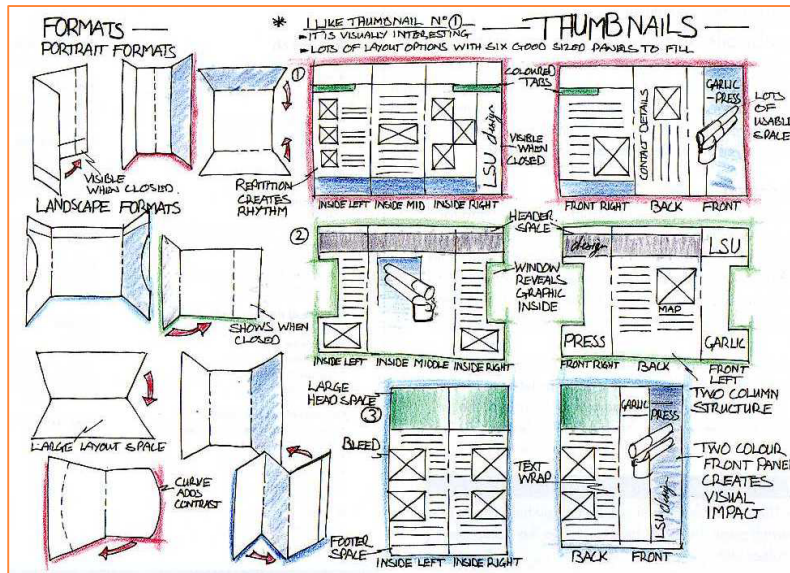 FORMATS
PORTRAIT FORMATS
VISIBLE
WHEN CLOSED.
LANDSCAPE FORMATS
SHOWS WHEN
CLOSED
LARGE LAYOUT SPACE
CURVE
ADDS
CONTRAST
* I LIKE THUMBNAIL Nº ①
- IT IS VISUALLY INTERESTING
- LOTS OF LAYOUT OPTIONS WITH SIX GOOD SIZED PANELS TO FILL
THUMBNAILS
①
COLOURED
TABS
LSU design
VISIBLE
WHEN
CLOSED
REPTITION
CREATES
RHYTHM
INSIDE LEFT
INSIDE MID
INSIDE RIGHT
CONTACT DETAILS
GARLIC
-PRESS
LOTS
OF
USABLE
SPACE
FRONT RIGHT
BACK
FRONT
②
HEADER
SPACE
WINDOW
REVEALS
GRAPHIC
INSIDE
INSIDE LEFT
INSIDE MIDDLE
INSIDE RIGHT
design
LSU
MAP
PRESS
GARLIC
FRONT RIGHT
BACK
FRONT
LEFT
TWO COLUMN
STRUCTURE
LARGE
HEAD SPACE
③
BLEED
TEXT
WRAP
FOOTER
SPACE
INSIDE LEFT
INSIDE RIGHT
GARLIC
-PRESS
LSU design
TWO COLOUR
FRONT PANEL
CREATES
VISUAL
IMPACT
BACK
FRONT